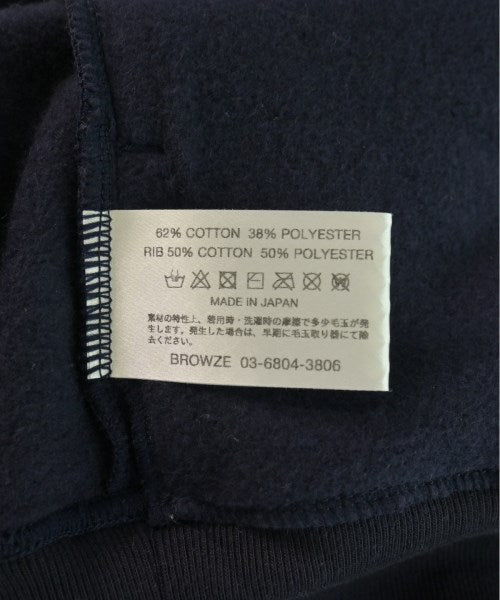 62% COTTON 38% POLYESTER
RIB 50% COTTON 50% POLYESTER
MADE IN JAPAN
素材の特性上、着用時・洗濯時の摩擦で多少毛玉が発
生します。発生した場合は、早期に毛玉取り器にて除
去ください。
BROWZE 03-6804-3806